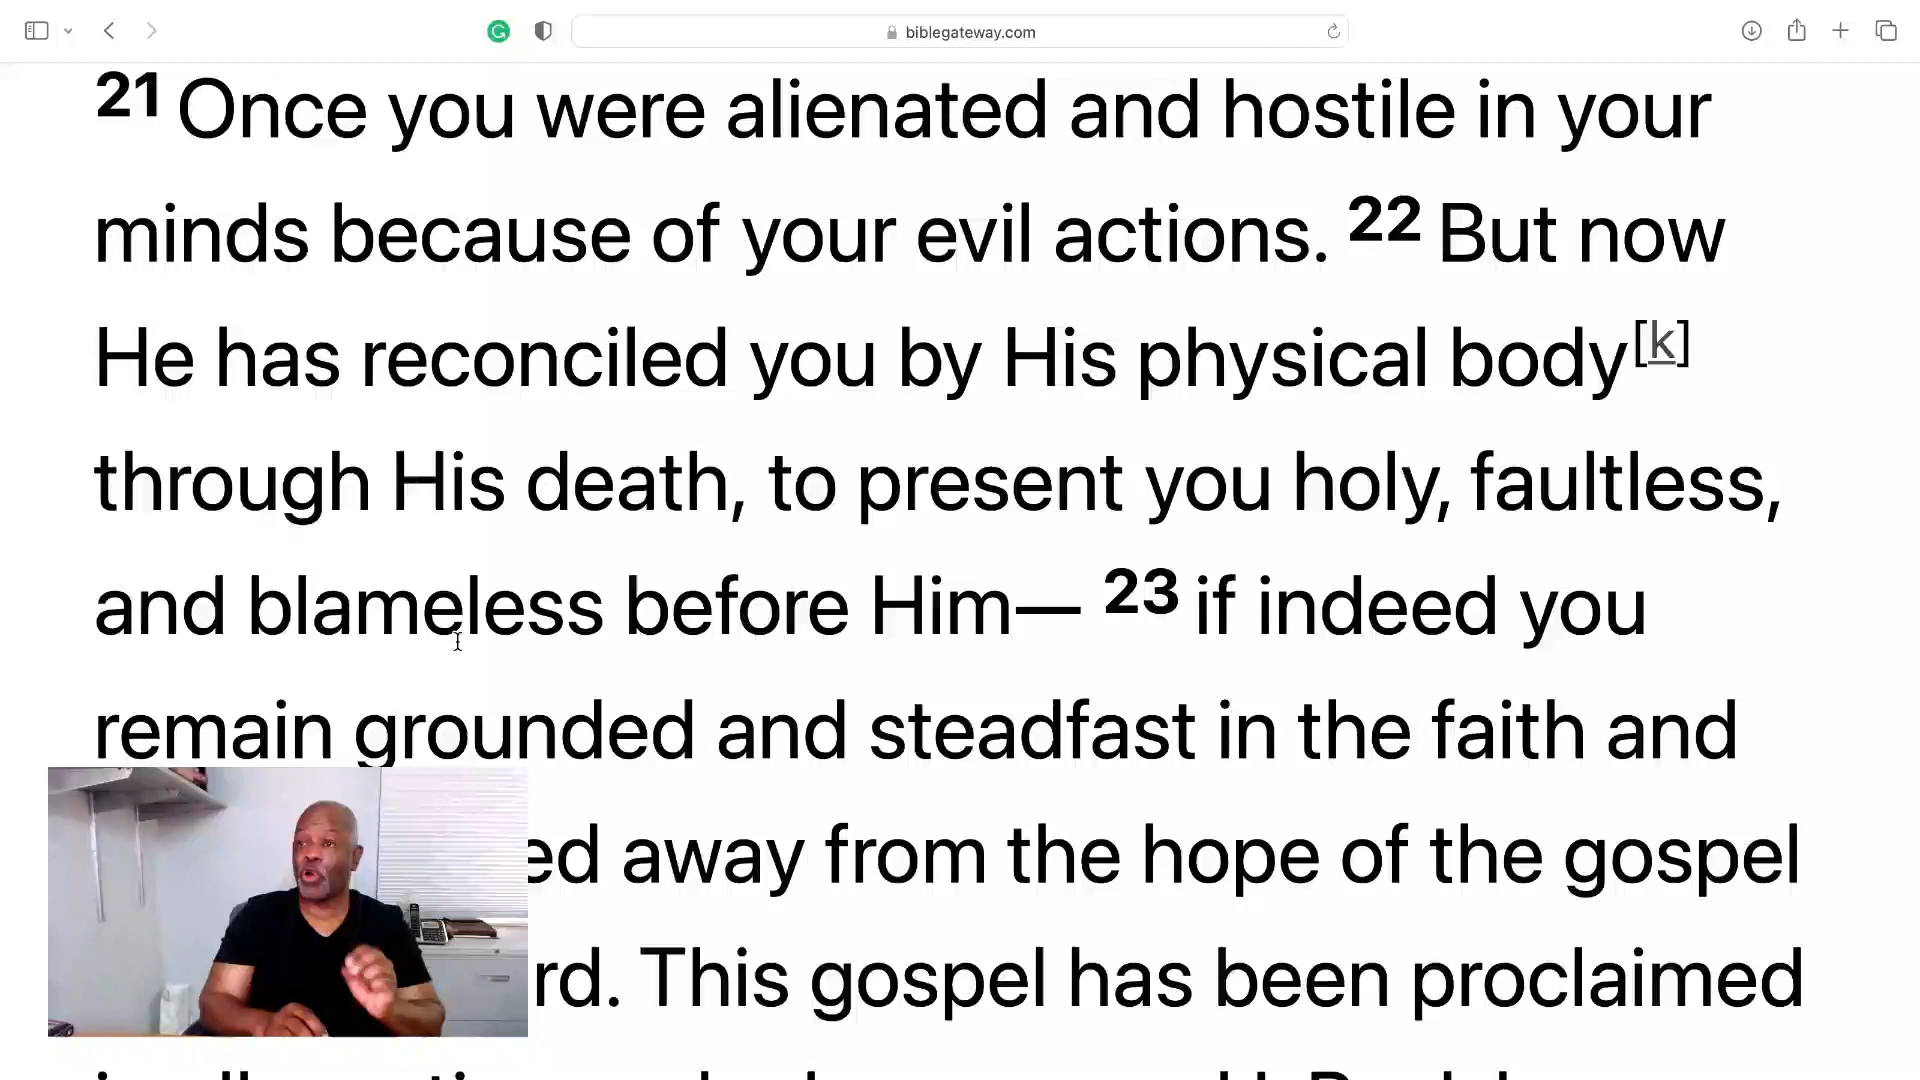 biblegateway.com
21 Once you were alienated and hostile in your
minds because of your evil actions. 22 But now
He has reconciled you by His physical body[k]
through His death, to present you holy, faultless,
and blameless before Him— 23 if indeed you
remain grounded and steadfast in the faith and
ed away from the hope of the gospel
rd. This gospel has been proclaimed